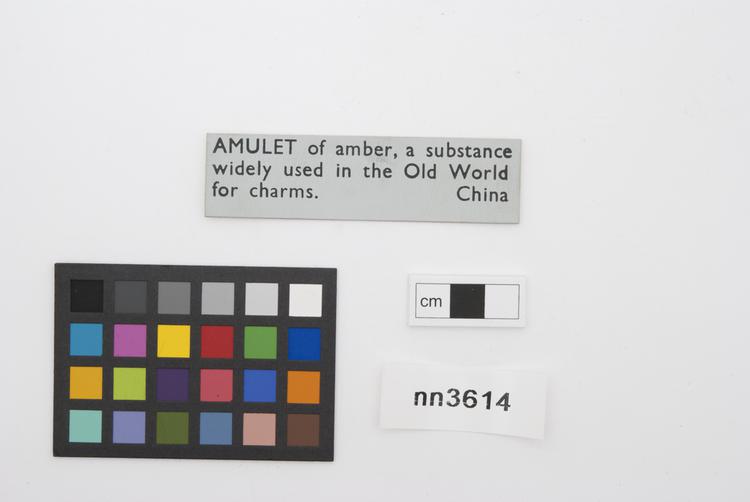 AMULET of amber, a substance
widely used in the Old World
for charms. China
cm
nn3614